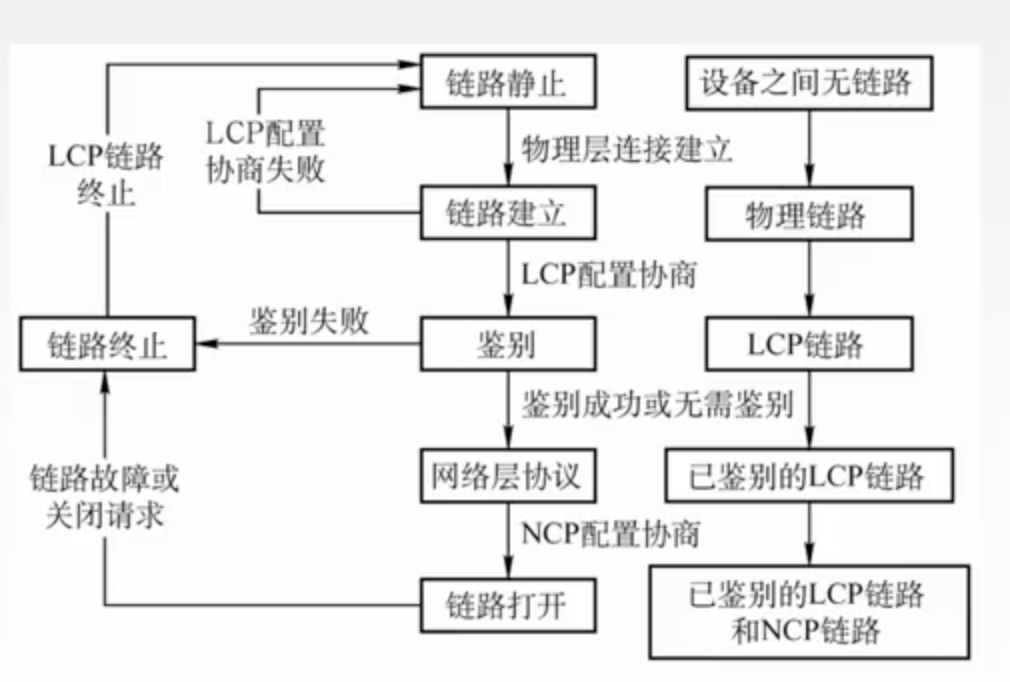 链路静止
设备之间无链路
LCP配置
协商失败
LCP链路
终止
物理层连接建立
链路建立
物理链路
LCP配置协商
鉴别失败
链路终止
鉴别
LCP链路
鉴别成功或无需鉴别
链路故障或
关闭请求
网络层协议
已鉴别的LCP链路
NCP配置协商
链路打开
已鉴别的LCP链路
和NCP链路